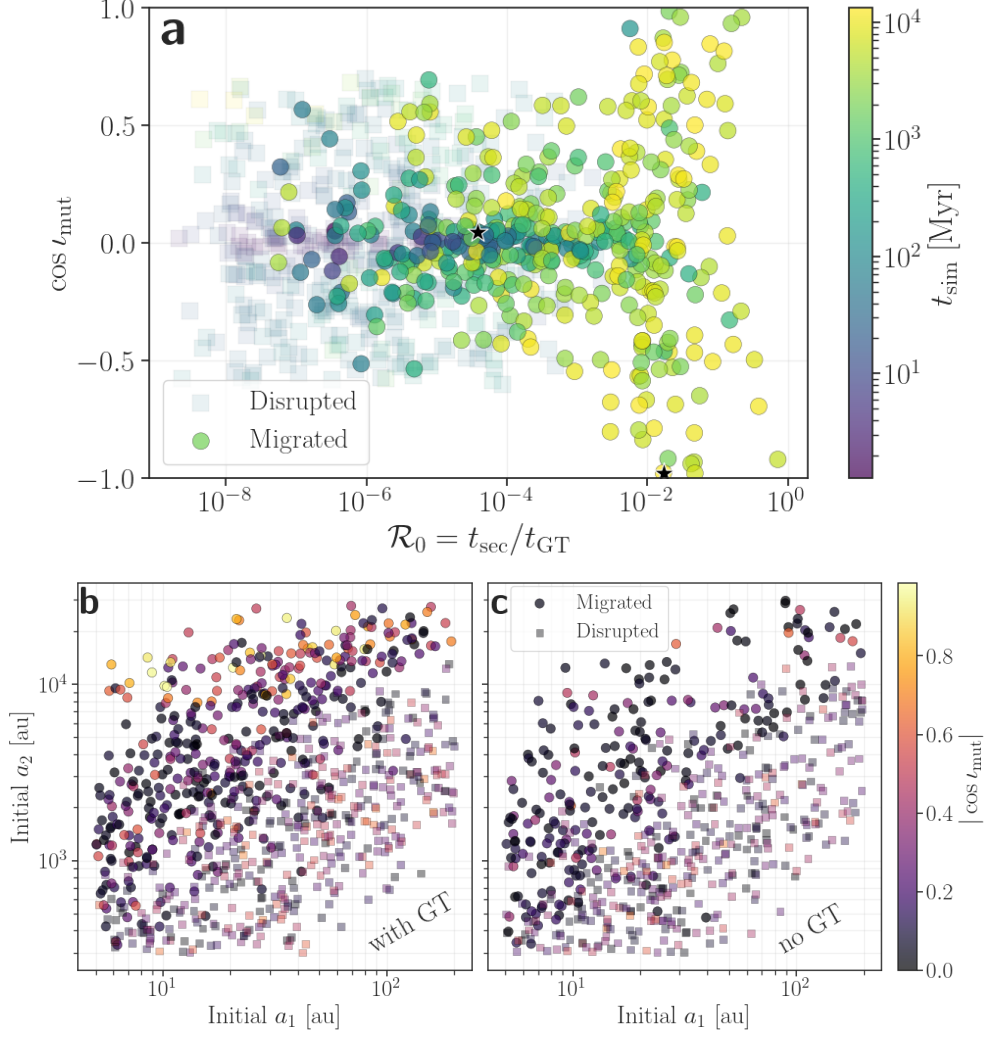 a
1.0
0.5
0.0
−0.5
−1.0
cos ι_mut
Disrupted
Migrated
10^−8
10^−6
10^−4
10^−2
10^0
ℛ_0 = t_sec/t_GT
10^4
10^3
10^2
10^1
t_sim [Myr]
b
10^4
10^3
Initial a_2 [au]
with GT
10^1
10^2
Initial a_1 [au]
c
Migrated
Disrupted
no GT
10^1
10^2
Initial a_1 [au]
0.8
0.6
0.4
0.2
0.0
| cos ι_mut|